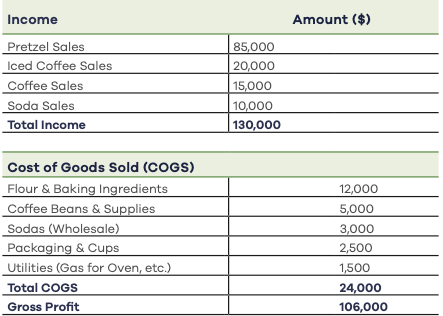 Income Amount ($)
Pretzel Sales 85,000
Iced Coffee Sales 20,000
Coffee Sales 15,000
Soda Sales 10,000
Total Income 130,000
Cost of Goods Sold (COGS)
Flour & Baking Ingredients 12,000
Coffee Beans & Supplies 5,000
Sodas (Wholesale) 3,000
Packaging & Cups 2,500
Utilities (Gas for Oven, etc.) 1,500
Total COGS 24,000
Gross Profit 106,000